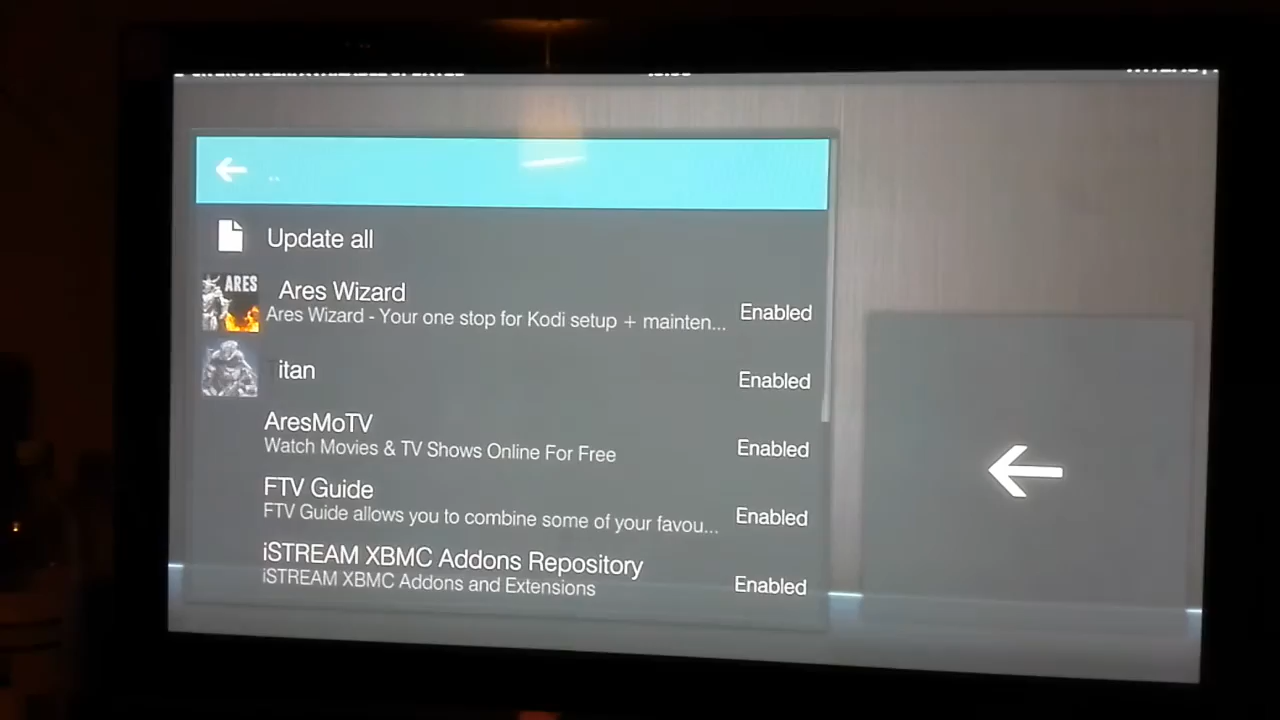 ..
Update all
ARES
Ares Wizard
Ares Wizard - Your one stop for Kodi setup + mainten...
Enabled
Titan
Enabled
AresMoTV
Watch Movies & TV Shows Online For Free
Enabled
FTV Guide
FTV Guide allows you to combine some of your favou...
Enabled
iSTREAM XBMC Addons Repository
iSTREAM XBMC Addons and Extensions
Enabled